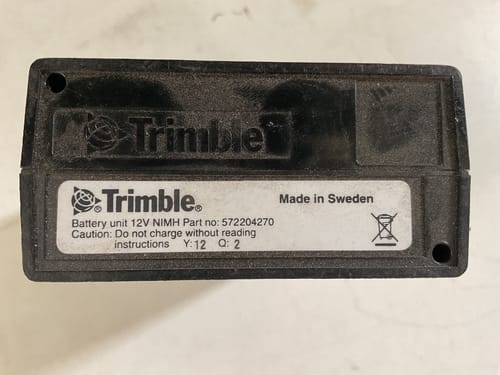 Trimble
Trimble® Made in Sweden
Battery unit 12V NIMH Part no: 572204270
Caution: Do not charge without reading
instructions Y: 12 Q: 2